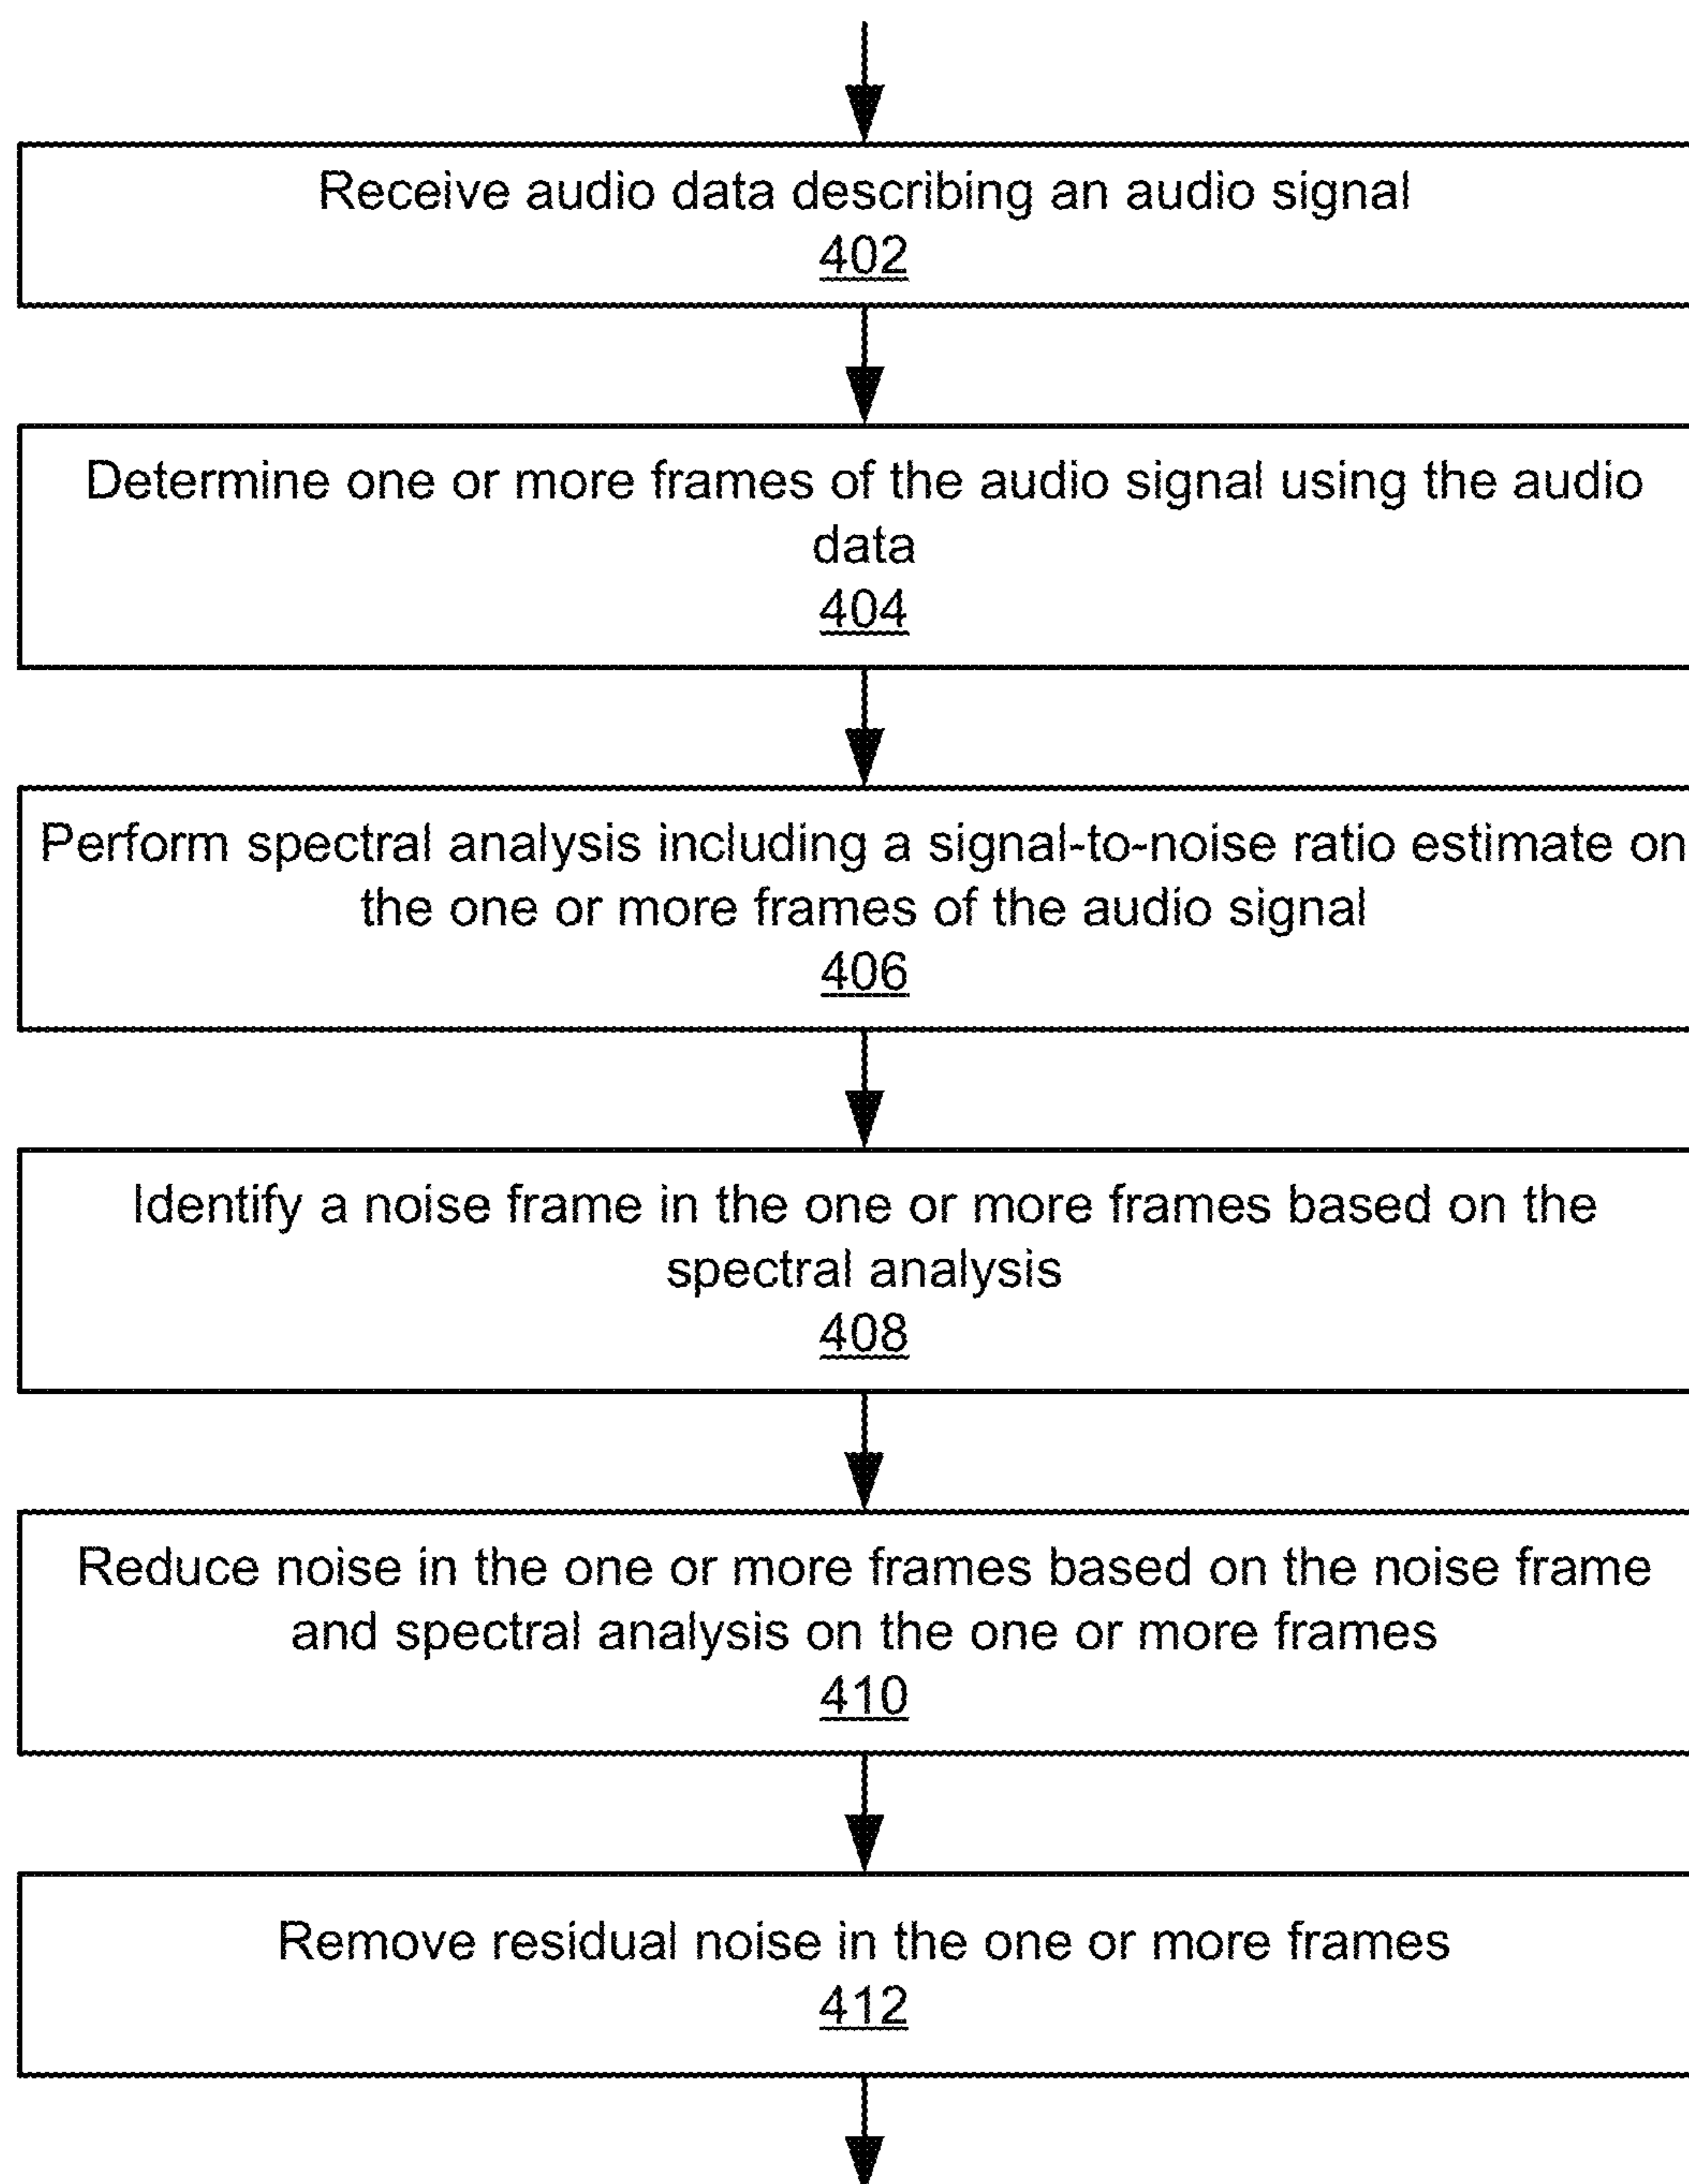 Receive audio data describing an audio signal
402
Determine one or more frames of the audio signal using the audio
data
404
Perform spectral analysis including a signal-to-noise ratio estimate on
the one or more frames of the audio signal
406
Identify a noise frame in the one or more frames based on the
spectral analysis
408
Reduce noise in the one or more frames based on the noise frame
and spectral analysis on the one or more frames
410
Remove residual noise in the one or more frames
412